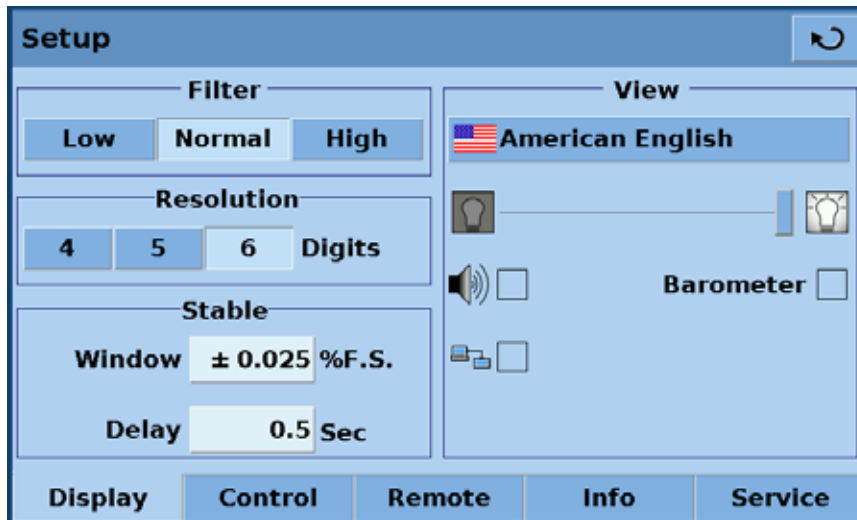 Setup
Filter
Low Normal High
Resolution
4 5 6 Digits
Stable
Window ± 0.025 %F.S.
Delay 0.5 Sec
View
American English
Barometer
Display Control Remote Info Service